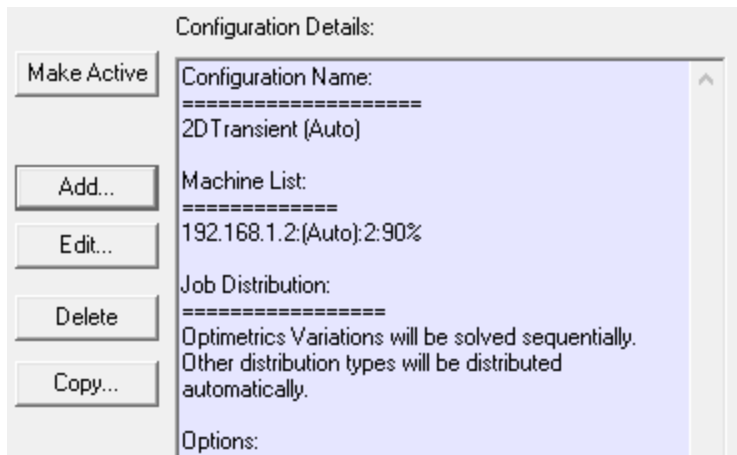 Configuration Details:
Make Active
Configuration Name:
====================
2DTransient (Auto)
Add...
Machine List:
=============
192.168.1.2:(Auto):2:90%
Edit...
Job Distribution:
=================
Delete
Optimetrics Variations will be solved sequentially.
Other distribution types will be distributed
automatically.
Copy...
Options: